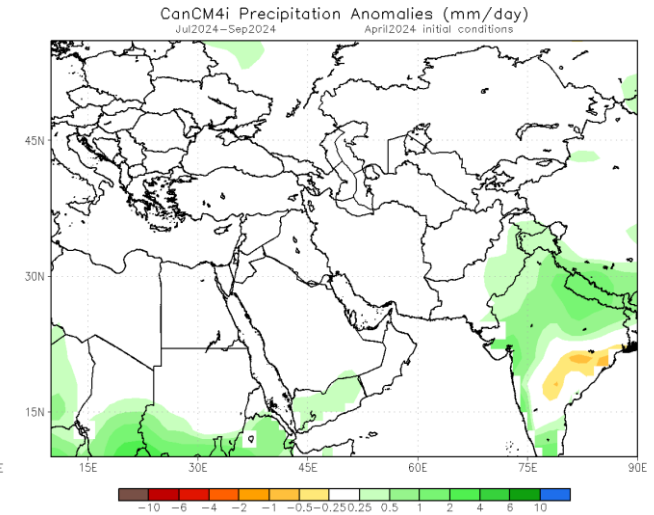 CanCM4i Precipitation Anomalies (mm/day)
Jul2024-Sep2024 April2024 initial conditions
45N
30N
15N
E 15E 30E 45E 60E 75E 90E
-10 -6 -4 -2 -1 -0.5 -0.25 0.25 0.5 1 2 4 6 10